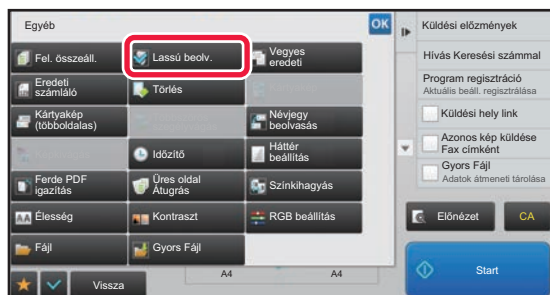 Egyéb
OK
Fel. összeáll.
Lassú beolv.
Vegyes
eredeti
Eredeti
számláló
Törlés
Kártyakép
(többoldalas)
Névjegy
beolvasás
Időzítő
Háttér
beállítás
Ferde PDF
igazítás
Üres oldal
Átugrás
Színkihagyás
Élesség
Kontraszt
RGB beállítás
Fájl
Gyors Fájl
Vissza
A4
A4
Küldési előzmények
Hívás Keresési számmal
Program regisztráció
Aktuális beáll. regisztrálása
Küldési hely link
Azonos kép küldése
Fax címként
Gyors Fájl
Adatok átmeneti tárolása
Előnézet
CA
Start